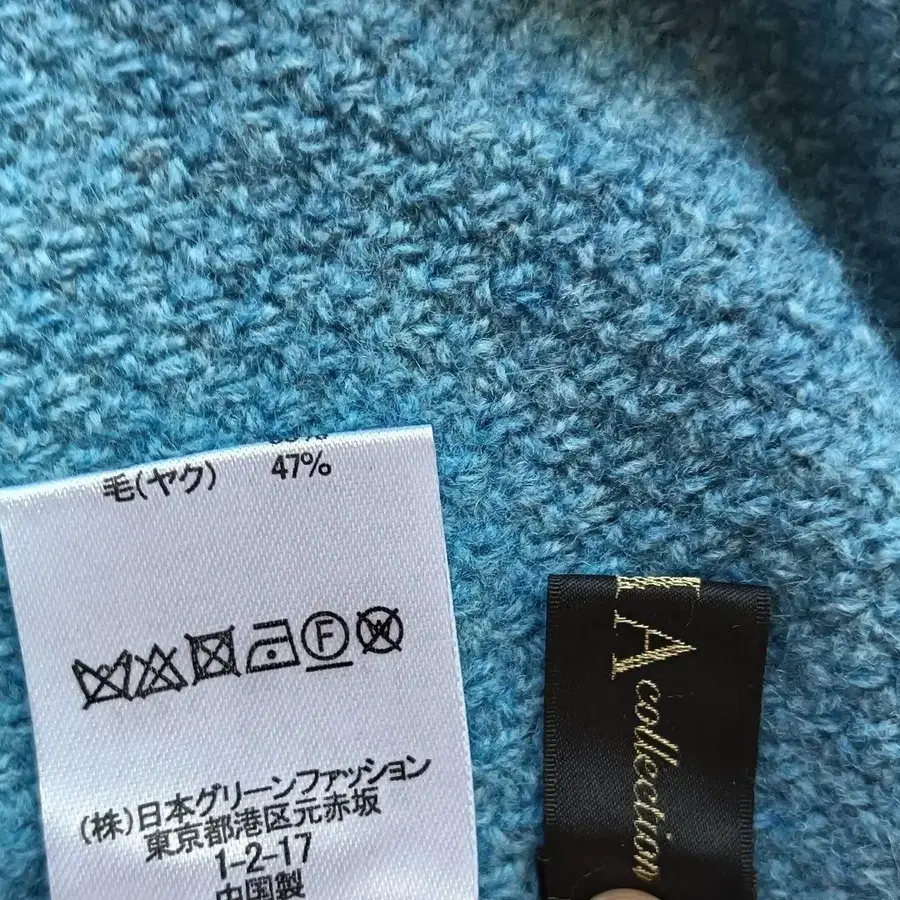 毛(ヤク) 47%
F
W
(株)日本グリーンファッション
東京都港区元赤坂
1-2-17
中国製
A collection